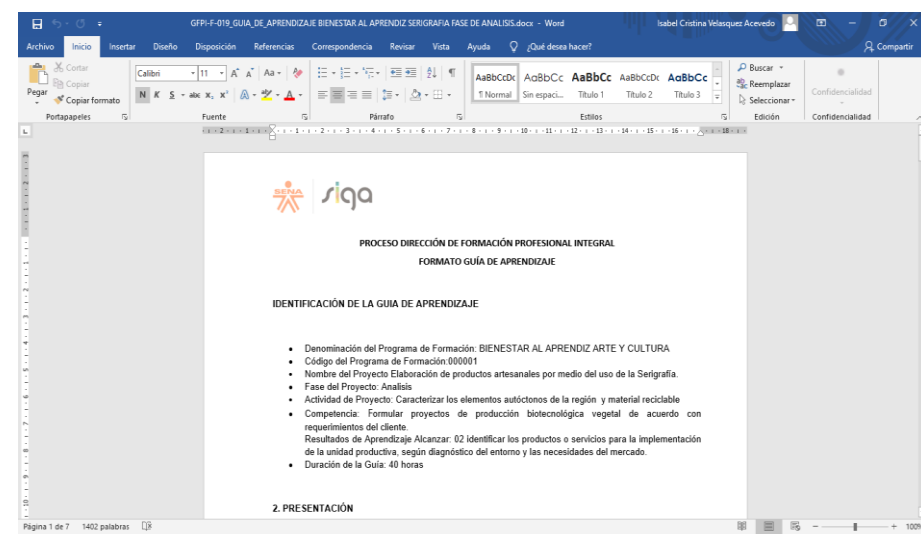 GFPI-F-019_GUIA_DE_APRENDIZAJE BIENESTAR AL APRENDIZ SERIGRAFIA FASE DE ANALISIS.docx - Word
Isabel Cristina Velasquez Acevedo
Archivo Inicio Insertar Diseño Disposición Referencias Correspondencia Revisar Vista Ayuda ¿Qué desea hacer? Compartir
Pegar
Cortar
Copiar
Copiar formato
Calibri 11
N K S abc x, x'
AaBbCcDc AaBbCc AaBbCc AaBbCcDc AaBbCc
¶ Normal Sin espaci... Título 1 Título 2 Título 3
Buscar
Reemplazar
Seleccionar
Confidencialidad
Portapapeles Fuente Párrafo Estilos Edición Confidencialidad
SENA siga
PROCESO DIRECCIÓN DE FORMACIÓN PROFESIONAL INTEGRAL
FORMATO GUÍA DE APRENDIZAJE
IDENTIFICACIÓN DE LA GUIA DE APRENDIZAJE
• Denominación del Programa de Formación: BIENESTAR AL APRENDIZ ARTE Y CULTURA
• Código del Programa de Formación:000001
• Nombre del Proyecto Elaboración de productos artesanales por medio del uso de la Serigrafía.
• Fase del Proyecto: Analisis
• Actividad de Proyecto: Caracterizar los elementos autóctonos de la región y material reciclable
• Competencia: Formular proyectos de producción biotecnológica vegetal de acuerdo con
requerimientos del cliente.
Resultados de Aprendizaje Alcanzar: 02 identificar los productos o servicios para la implementación
de la unidad productiva, según diagnóstico del entorno y las necesidades del mercado.
• Duración de la Guía: 40 horas
2. PRESENTACIÓN
Página 1 de 7 1402 palabras 100%